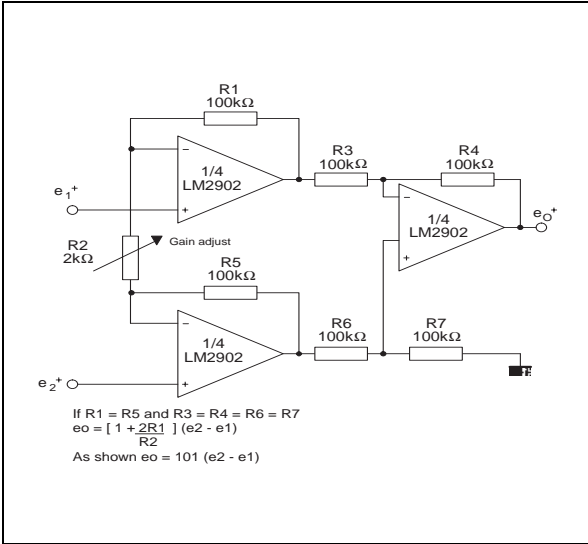 R1
100kΩ
R3
100kΩ
R4
100kΩ
1/4
LM2902
e1+
1/4
LM2902
eO+
R2
2kΩ
Gain adjust
R5
100kΩ
R6
100kΩ
R7
100kΩ
1/4
LM2902
e2+
If R1 = R5 and R3 = R4 = R6 = R7
eo = [ 1 + 2R1 ] (e2 - e1)
R2
As shown eo = 101 (e2 - e1)